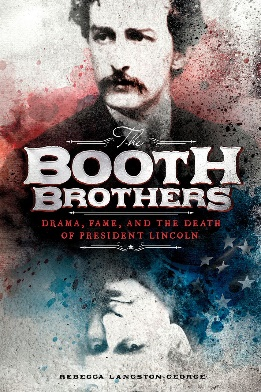 The
BOOTH
BROTHERS
DRAMA, FAME, AND THE DEATH
OF PRESIDENT LINCOLN
REBECCA LANGSTON-GEORGE